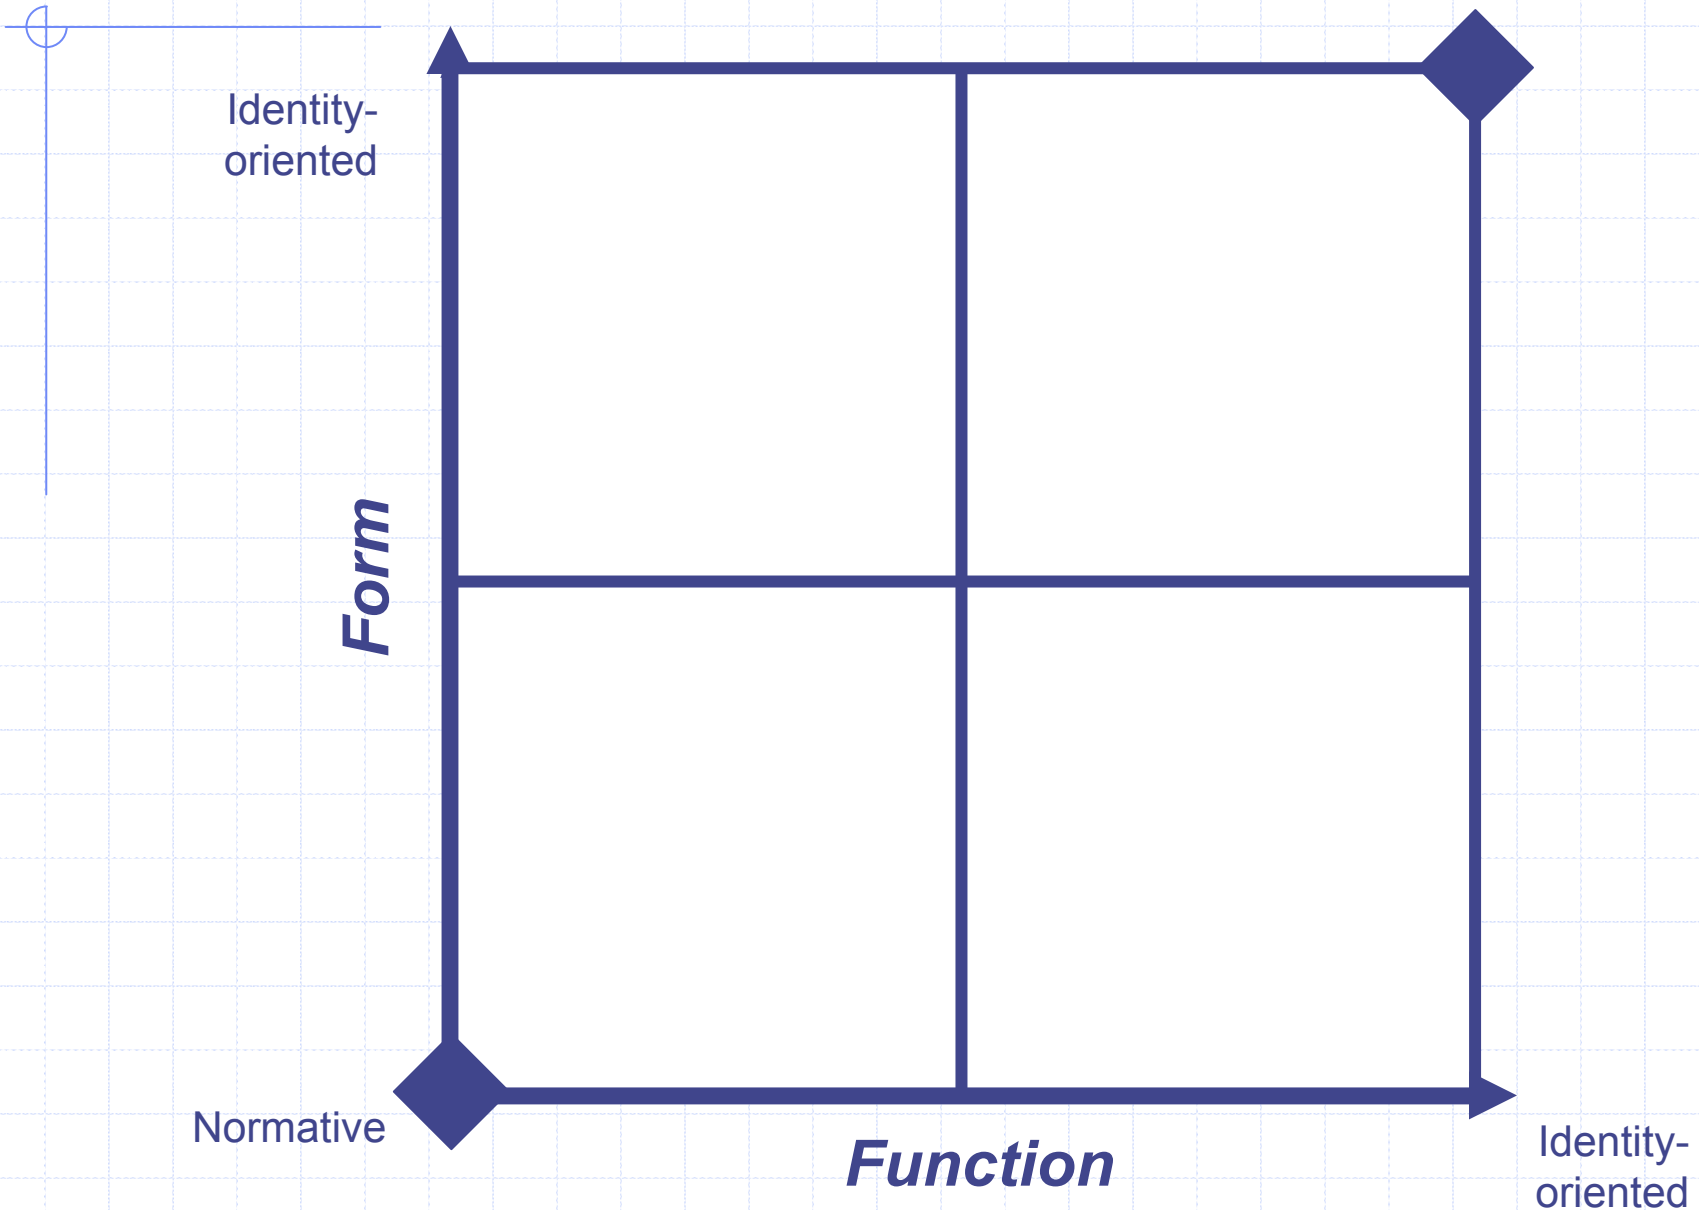 Identity-
oriented
Form
Normative
Function
Identity-
oriented